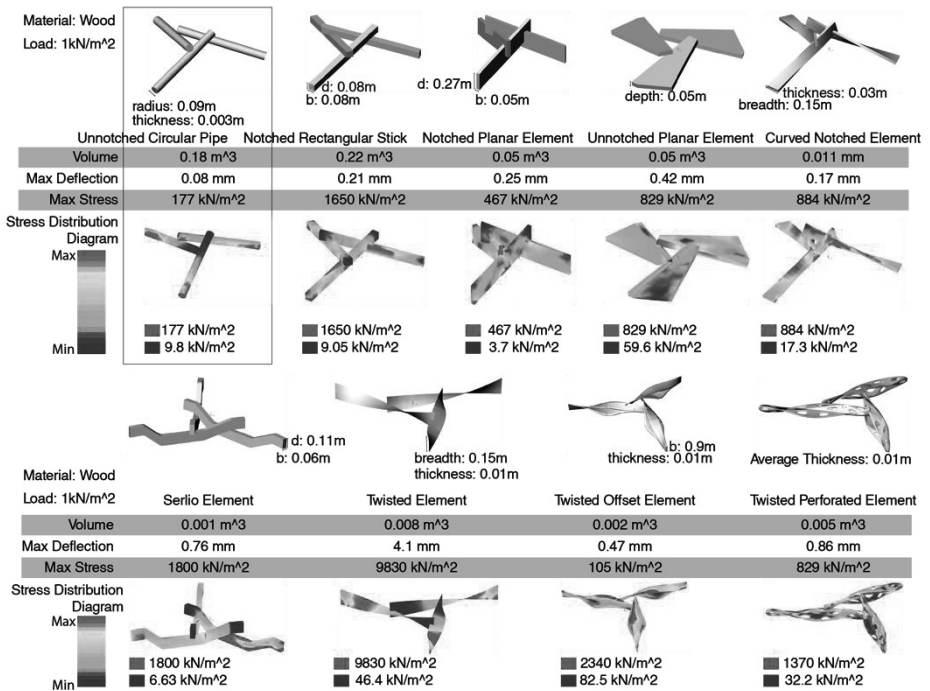 Material: Wood
Load: 1kN/m^2
radius: 0.09m
thickness: 0.003m
d: 0.08m
b: 0.08m
d: 0.27m
b: 0.05m
depth: 0.05m
thickness: 0.03m
breadth: 0.15m
Unnotched Circular Pipe Notched Rectangular Stick Notched Planar Element Unnotched Planar Element Curved Notched Element
Volume 0.18 m^3 0.22 m^3 0.05 m^3 0.05 m^3 0.011 mm
Max Deflection 0.08 mm 0.21 mm 0.25 mm 0.42 mm 0.17 mm
Max Stress 177 kN/m^2 1650 kN/m^2 467 kN/m^2 829 kN/m^2 884 kN/m^2
Stress Distribution
Diagram
Max
Min
177 kN/m^2 1650 kN/m^2 467 kN/m^2 829 kN/m^2 884 kN/m^2
9.8 kN/m^2 9.05 kN/m^2 3.7 kN/m^2 59.6 kN/m^2 17.3 kN/m^2
d: 0.11m
b: 0.06m
breadth: 0.15m
thickness: 0.01m
b: 0.9m
thickness: 0.01m
Average Thickness: 0.01m
Material: Wood
Load: 1kN/m^2
Serlio Element Twisted Element Twisted Offset Element Twisted Perforated Element
Volume 0.001 m^3 0.008 m^3 0.002 m^3 0.005 m^3
Max Deflection 0.76 mm 4.1 mm 0.47 mm 0.86 mm
Max Stress 1800 kN/m^2 9830 kN/m^2 105 kN/m^2 829 kN/m^2
Stress Distribution
Diagram
Max
Min
1800 kN/m^2 9830 kN/m^2 2340 kN/m^2 1370 kN/m^2
6.63 kN/m^2 46.4 kN/m^2 82.5 kN/m^2 32.2 kN/m^2